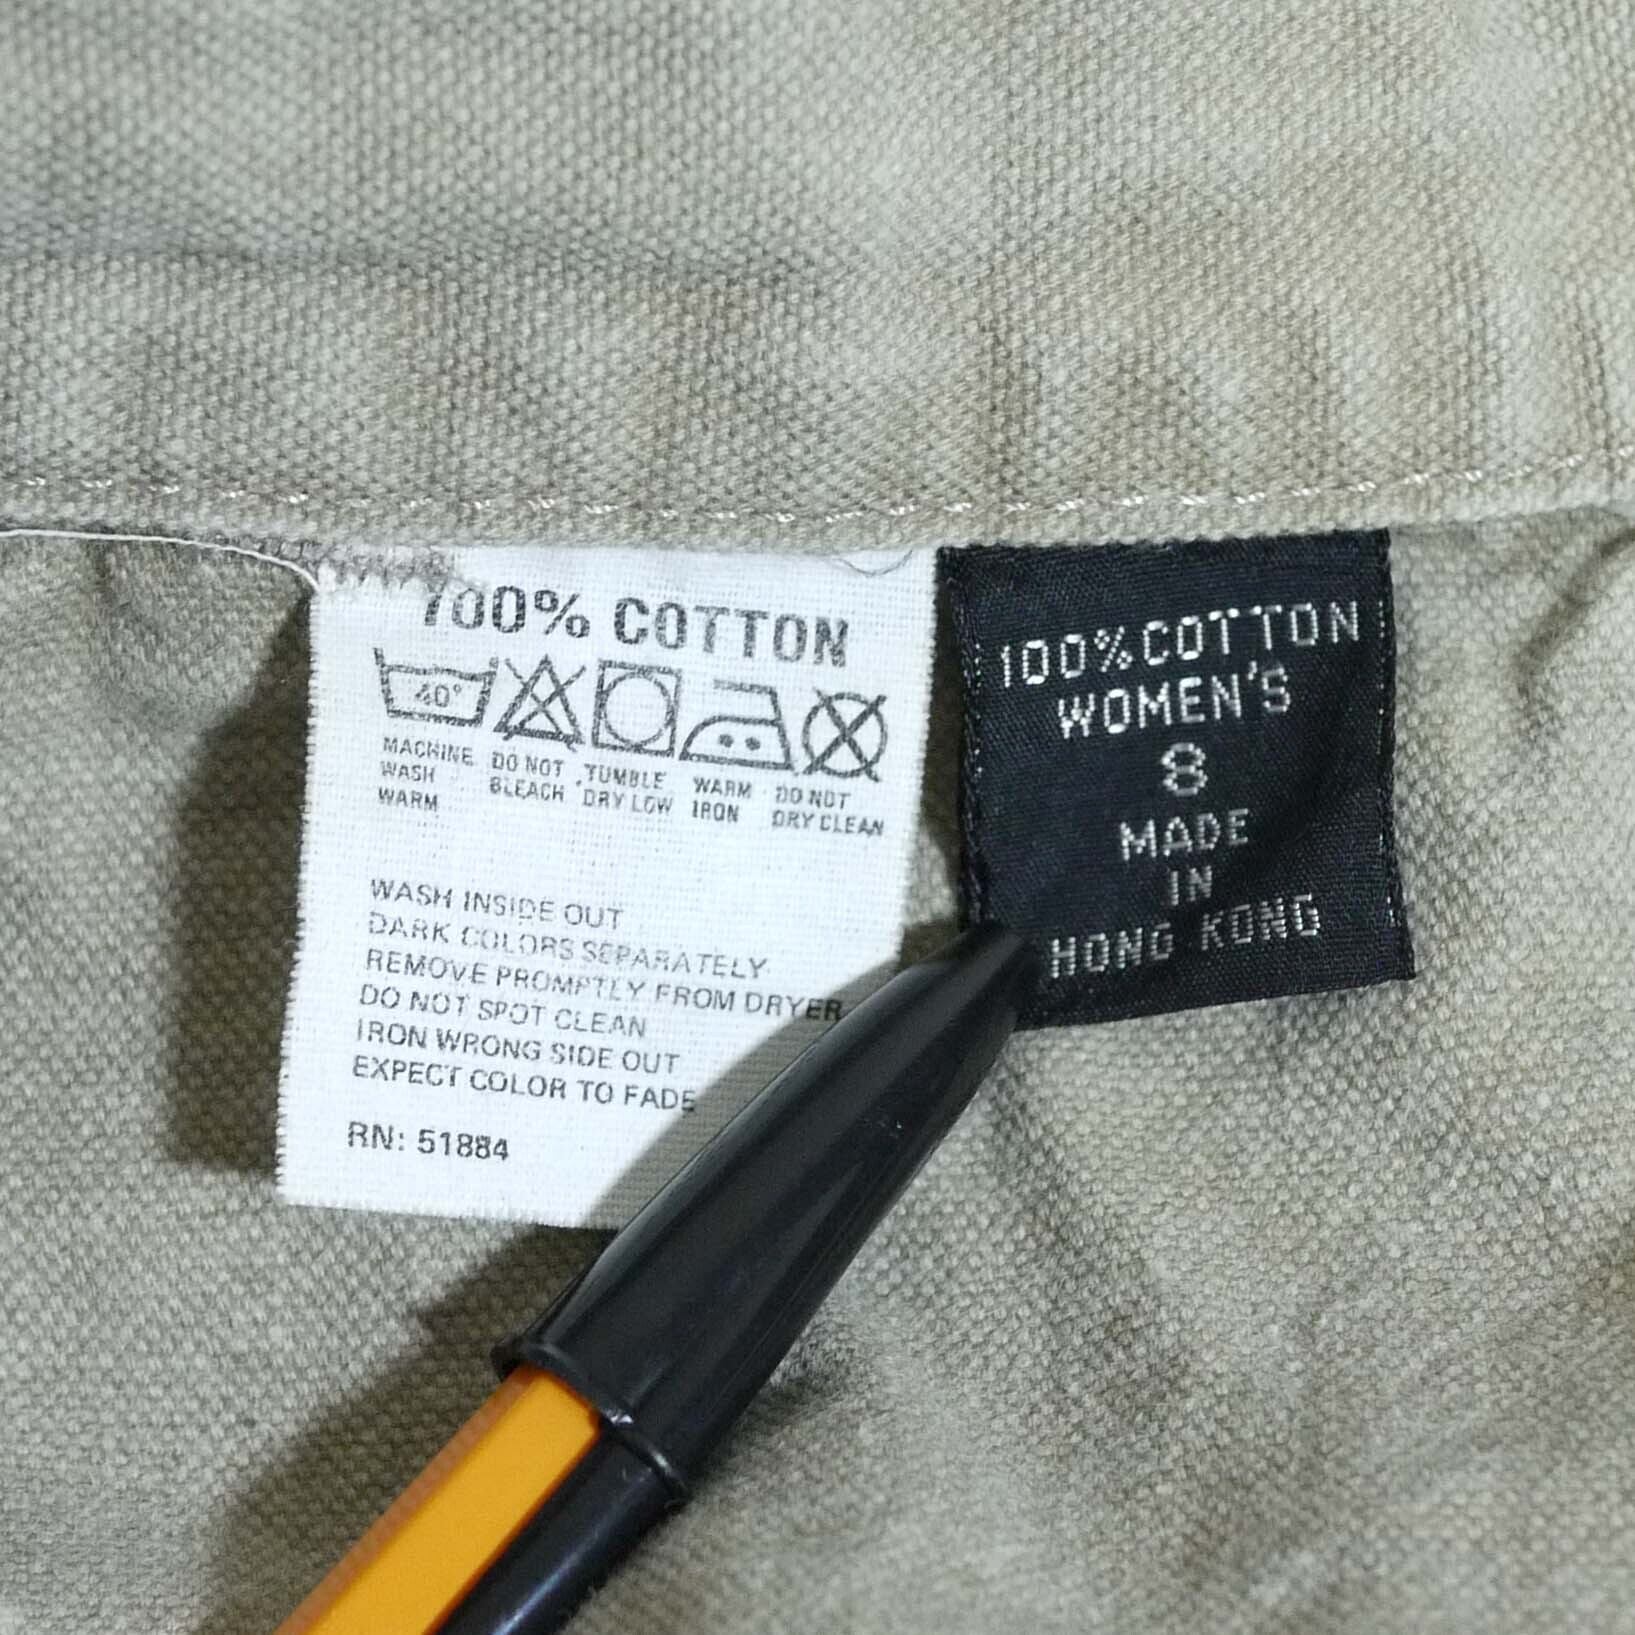 100% COTTON
40°
MACHINE WASH WARM
DO NOT BLEACH
TUMBLE DRY LOW
WARM IRON
DO NOT DRY CLEAN
WASH INSIDE OUT
DARK COLORS SEPARATELY
REMOVE PROMPTLY FROM DRYER
DO NOT SPOT CLEAN
IRON WRONG SIDE OUT
EXPECT COLOR TO FADE
RN: 51884
100% COTTON
WOMEN'S
8
MADE
IN
HONG KONG